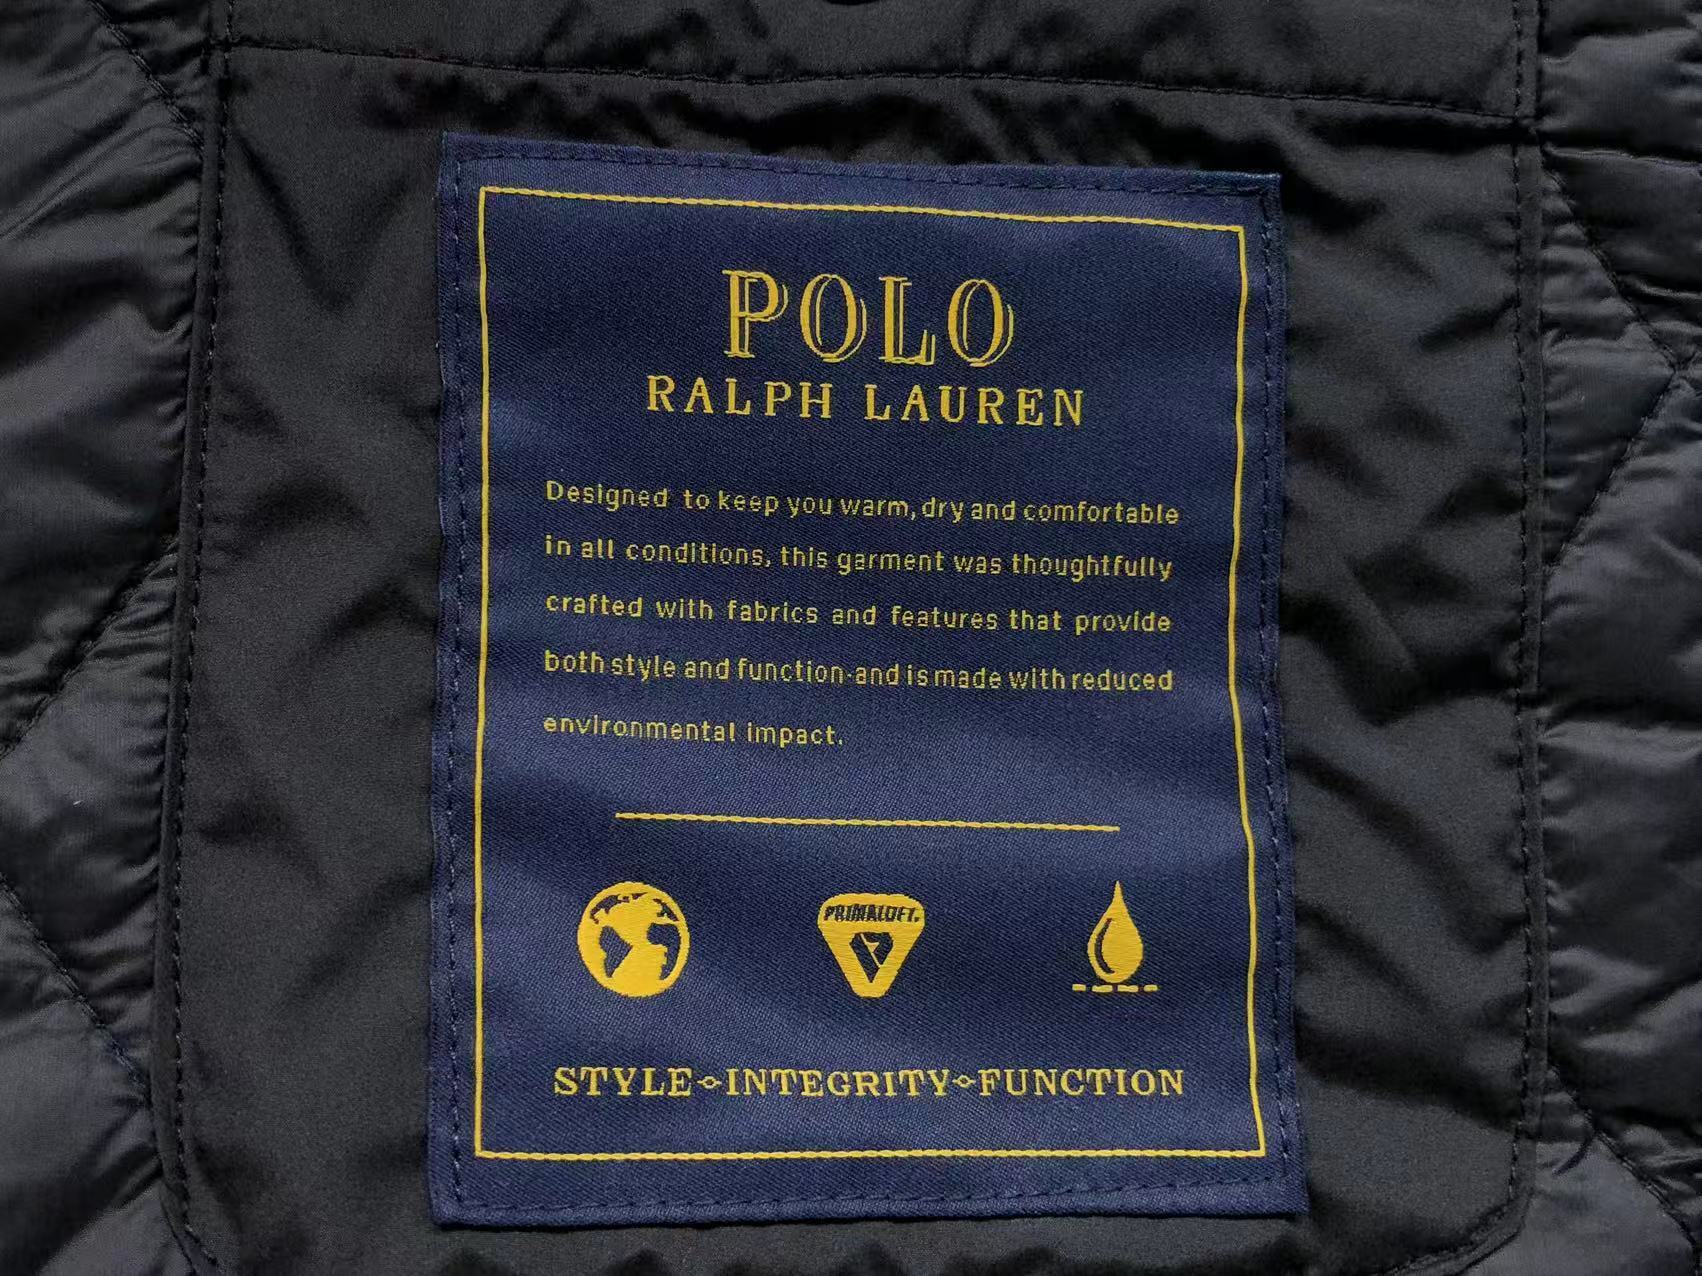 POLO
RALPH LAUREN
Designed to keep you warm, dry and comfortable
in all conditions, this garment was thoughtfully
crafted with fabrics and features that provide
both style and function-and is made with reduced
environmental impact.
PRIMALOFT.
STYLE⋄INTEGRITY⋄FUNCTION